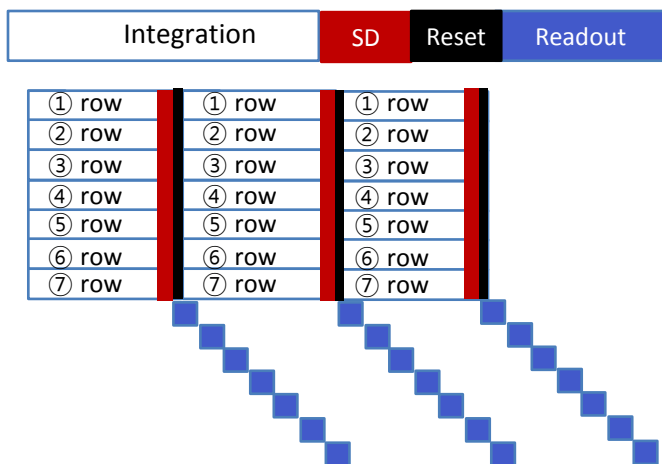 Integration SD Reset Readout
① row ① row ① row
② row ② row ② row
③ row ③ row ③ row
④ row ④ row ④ row
⑤ row ⑤ row ⑤ row
⑥ row ⑥ row ⑥ row
⑦ row ⑦ row ⑦ row